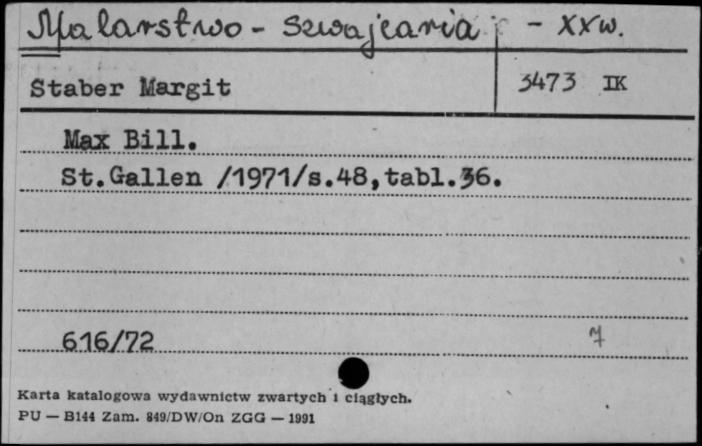 Malarstwo - Szwajcaria - XXw.
Staber Margit 3473 IK
Max Bill.
St.Gallen /1971/s.48,tabl.36.
616/72 7
Karta katalogowa wydawnictw zwartych i ciągłych.
PU — B144 Zam. 849/DW/On ZGG — 1991